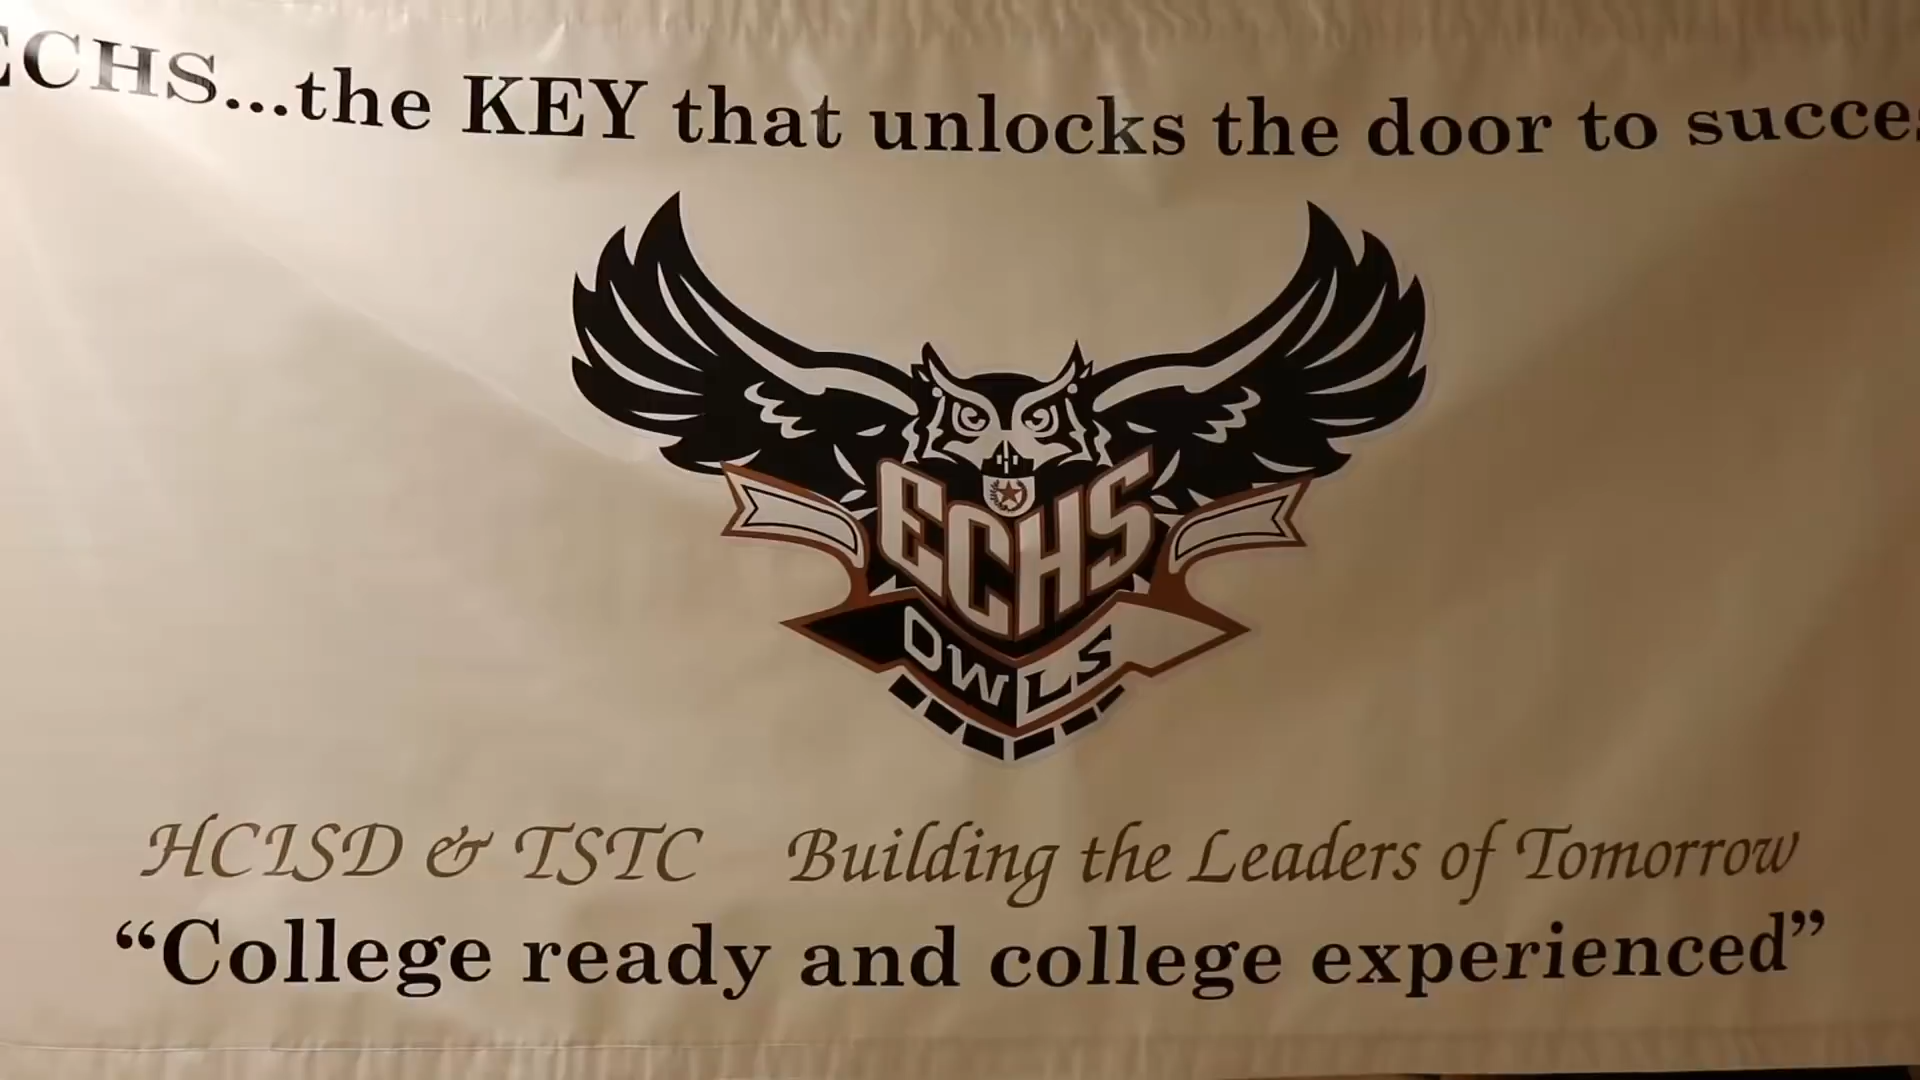 ECHS...the KEY that unlocks the door to succes
ECHS
OWLS
HCISD & TSTC Building the Leaders of Tomorrow
“College ready and college experienced”